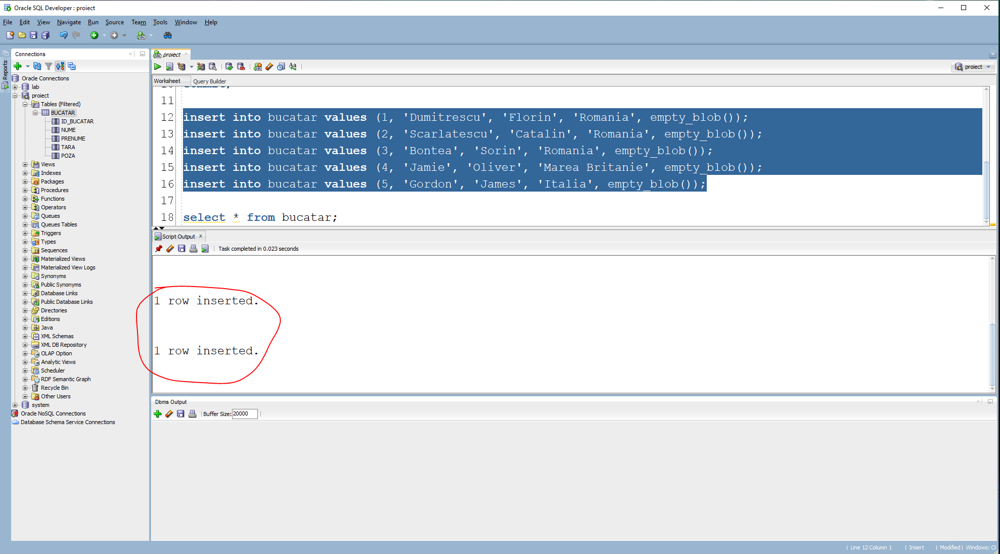 Oracle SQL Developer : proiect
File Edit View Navigate Run Source Team Tools Window Help
Reports
Connections
Oracle Connections
lab
proiect
Tables (Filtered)
BUCATAR
ID_BUCATAR
NUME
PRENUME
TARA
POZA
Views
Indexes
Packages
Procedures
Functions
Operators
Queues
Queues Tables
Triggers
Types
Sequences
Materialized Views
Materialized View Logs
Synonyms
Public Synonyms
Database Links
Public Database Links
Directories
Editions
Java
XML Schemas
XML DB Repository
OLAP Option
Analytic Views
Scheduler
RDF Semantic Graph
Recycle Bin
Other Users
system
Oracle NoSQL Connections
Database Schema Service Connections
proiect
Aa
proiect
Worksheet Query Builder
11
12 insert into bucatar values (1, 'Dumitrescu', 'Florin', 'Romania', empty_blob());
13 insert into bucatar values (2, 'Scarlatescu', 'Catalin', 'Romania', empty_blob());
14 insert into bucatar values (3, 'Bontea', 'Sorin', 'Romania', empty_blob());
15 insert into bucatar values (4, 'Jamie', 'Oliver', 'Marea Britanie', empty_blob());
16 insert into bucatar values (5, 'Gordon', 'James', 'Italia', empty_blob());
17
18 select * from bucatar;
Script Output
Task completed in 0.023 seconds
1 row inserted.
1 row inserted.
Dbms Output
Buffer Size: 20000
Line 12 Column 1 | Insert | Modified | Windows: